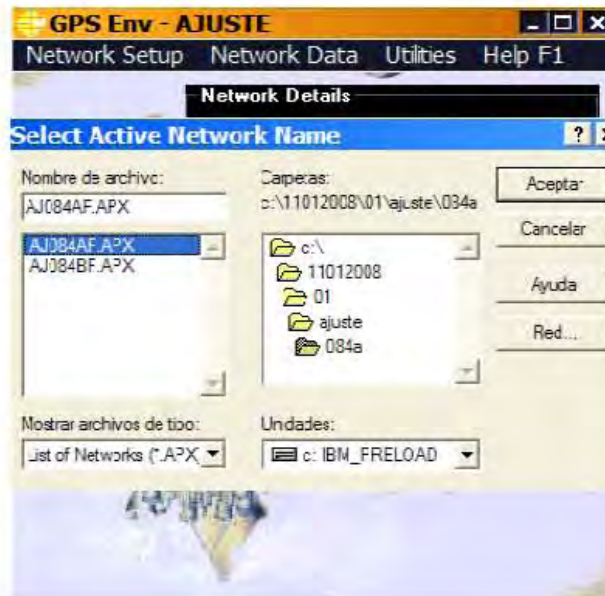 GPS Env - AJUSTE
Network Setup Network Data Utilities Help F1
Network Details
Select Active Network Name
Nombre de archivo: Carpetas:
AJ084AF.APX c:\11012008\01\ajuste\084a Aceptar
AJ084AF.APX c:\ Cancelar
AJ084BF.APX 11012008
01 Ayuda
ajuste
084a Red...
Mostrar archivos de tipo: Unidades:
List of Networks (*.APX) c: IBM_PRELOAD